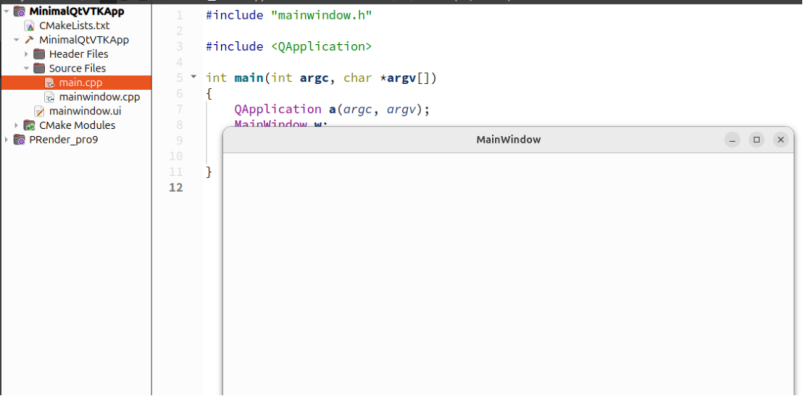 MinimalQtVTKApp
CMakeLists.txt
MinimalQtVTKApp
Header Files
Source Files
main.cpp
mainwindow.cpp
mainwindow.ui
CMake Modules
PRender_pro9
1 #include "mainwindow.h"
2
3 #include <QApplication>
4
5 int main(int argc, char *argv[])
6 {
7 QApplication a(argc, argv);
8 MainWindow w;
9
10
11 }
12
MainWindow